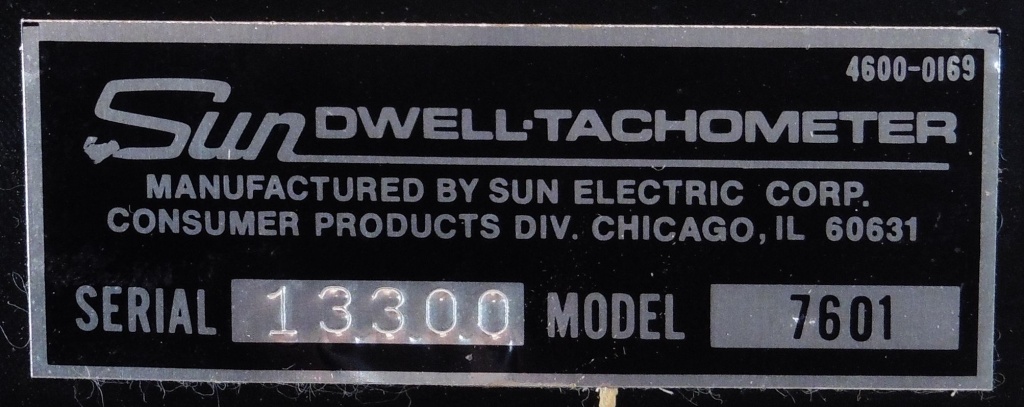 4600-0169
Sun DWELL·TACHOMETER
MANUFACTURED BY SUN ELECTRIC CORP.
CONSUMER PRODUCTS DIV. CHICAGO, IL 60631
SERIAL 13300 MODEL 7601